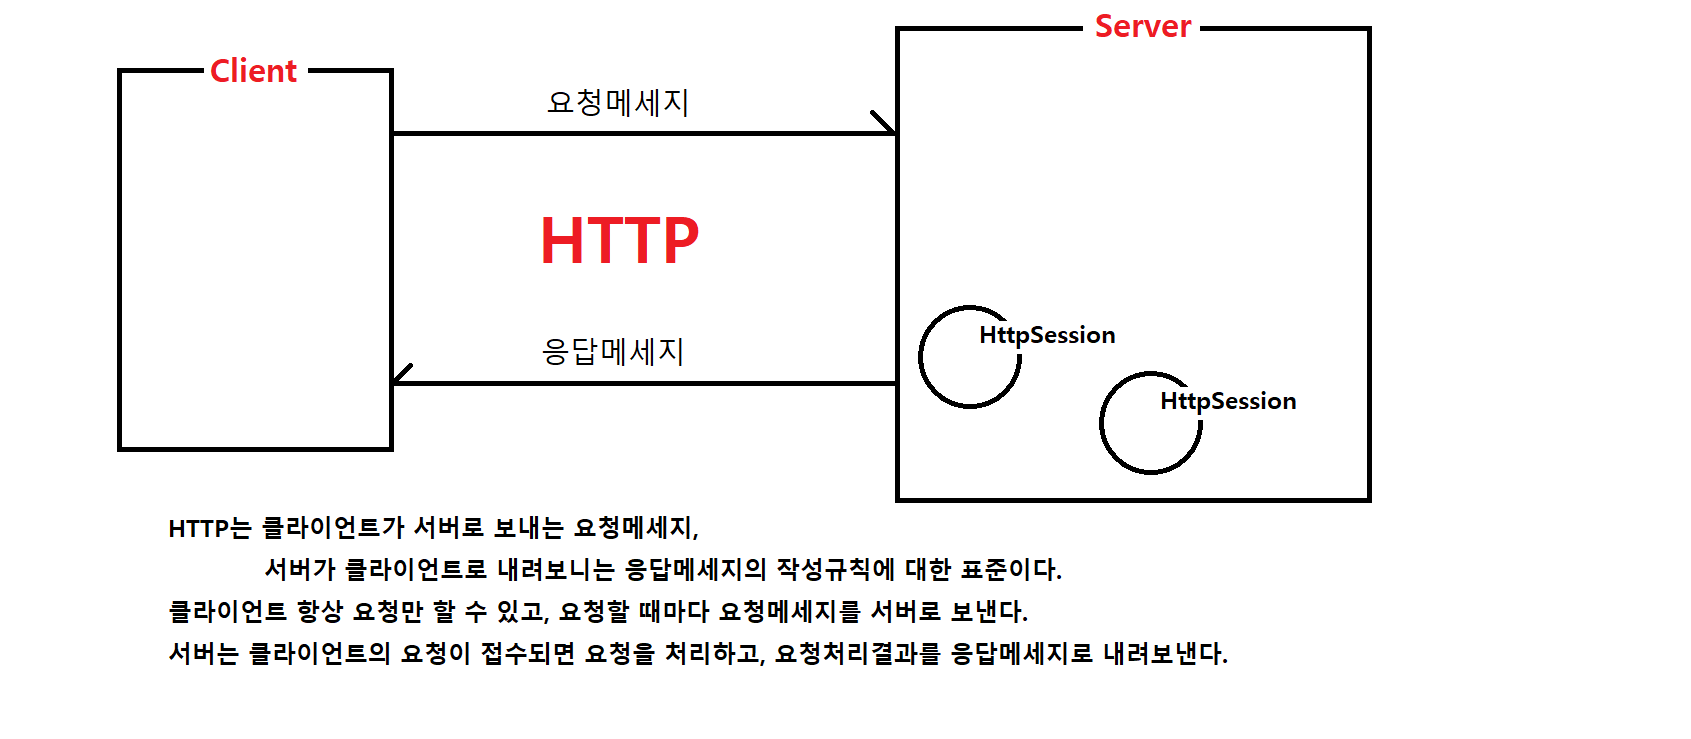 Server
Client
요청메세지
HTTP
HttpSession
응답메세지
HttpSession
HTTP는 클라이언트가 서버로 보내는 요청메세지,
서버가 클라이언트로 내려보니는 응답메세지의 작성규칙에 대한 표준이다.
클라이언트 항상 요청만 할 수 있고, 요청할 때마다 요청메세지를 서버로 보낸다.
서버는 클라이언트의 요청이 접수되면 요청을 처리하고, 요청처리결과를 응답메세지로 내려보낸다.